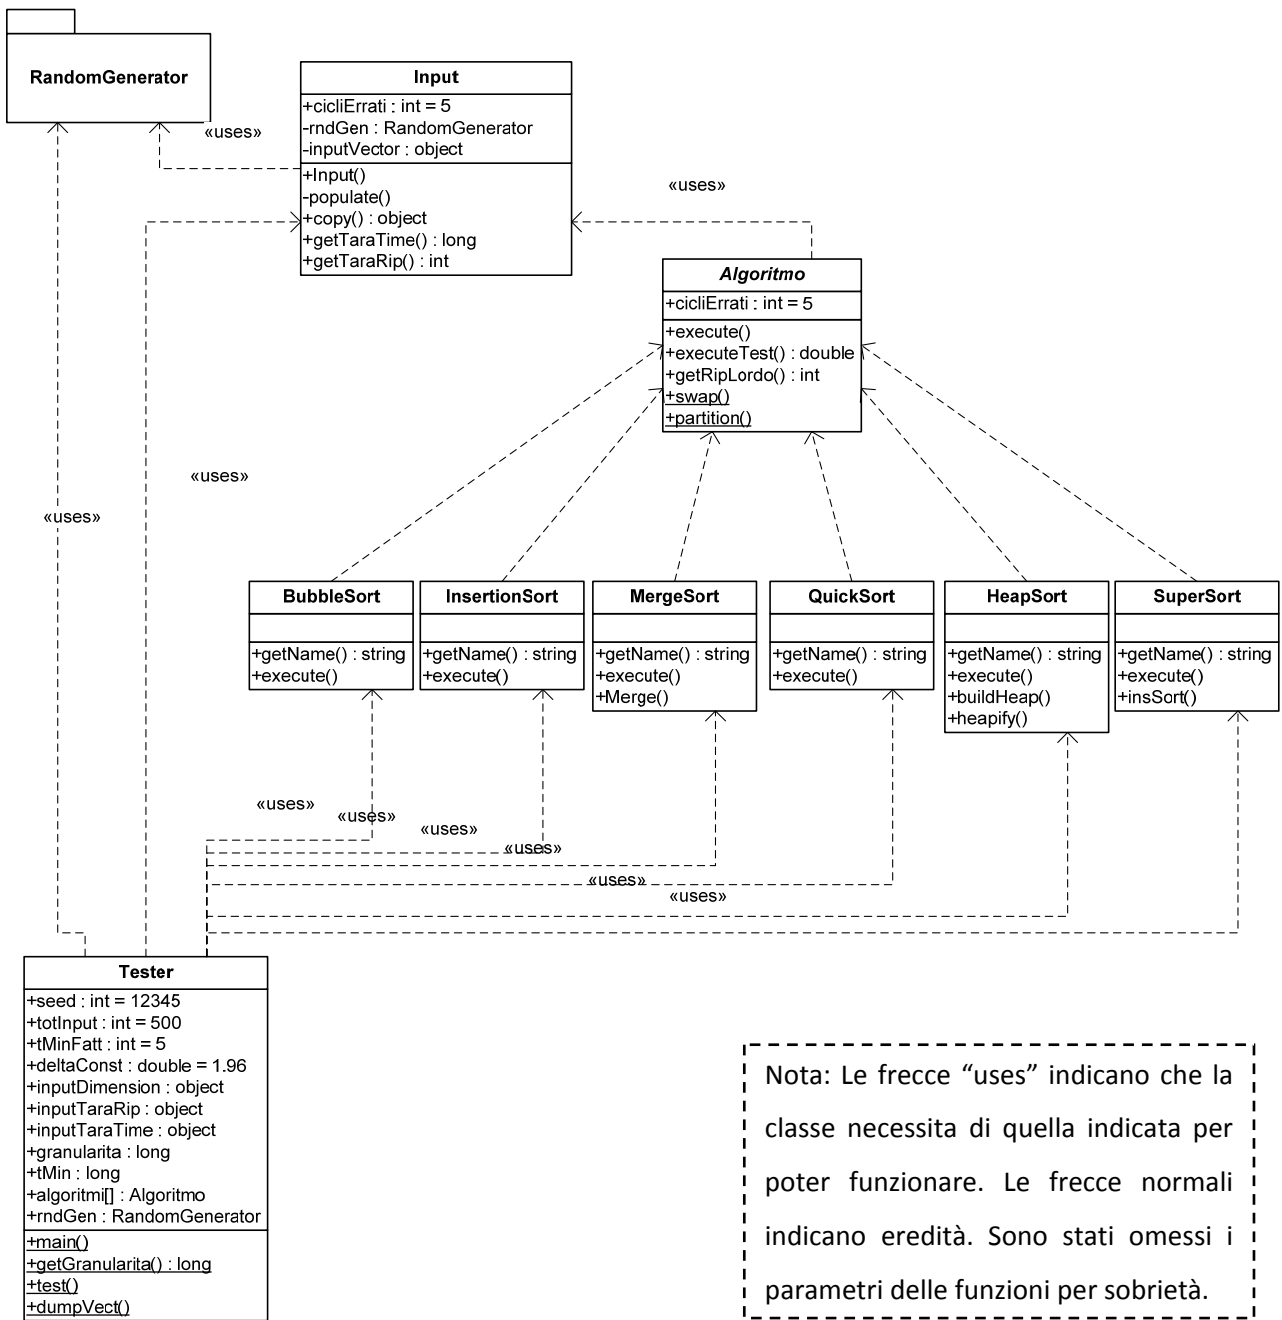 RandomGenerator
«uses»
Input
+cicliErrati : int = 5
-rndGen : RandomGenerator
-inputVector : object
+Input()
-populate()
+copy() : object
+getTaraTime() : long
+getTaraRip() : int
«uses»
Algoritmo
+cicliErrati : int = 5
+execute()
+executeTest() : double
+getRipLordo() : int
+swap()
+partition()
«uses»
«uses»
BubbleSort
+getName() : string
+execute()
InsertionSort
+getName() : string
+execute()
MergeSort
+getName() : string
+execute()
+Merge()
QuickSort
+getName() : string
+execute()
HeapSort
+getName() : string
+execute()
+buildHeap()
+heapify()
SuperSort
+getName() : string
+execute()
+insSort()
«uses»
«uses»
«uses»
«uses»
«uses»
«uses»
Tester
+seed : int = 12345
+totInput : int = 500
+tMinFatt : int = 5
+deltaConst : double = 1.96
+inputDimension : object
+inputTaraRip : object
+inputTaraTime : object
+granularita : long
+tMin : long
+algoritmi[] : Algoritmo
+rndGen : RandomGenerator
+main()
+getGranularita() : long
+test()
+dumpVect()
Nota: Le frecce “uses” indicano che la
classe necessita di quella indicata per
poter funzionare. Le frecce normali
indicano eredità. Sono stati omessi i
parametri delle funzioni per sobrietà.